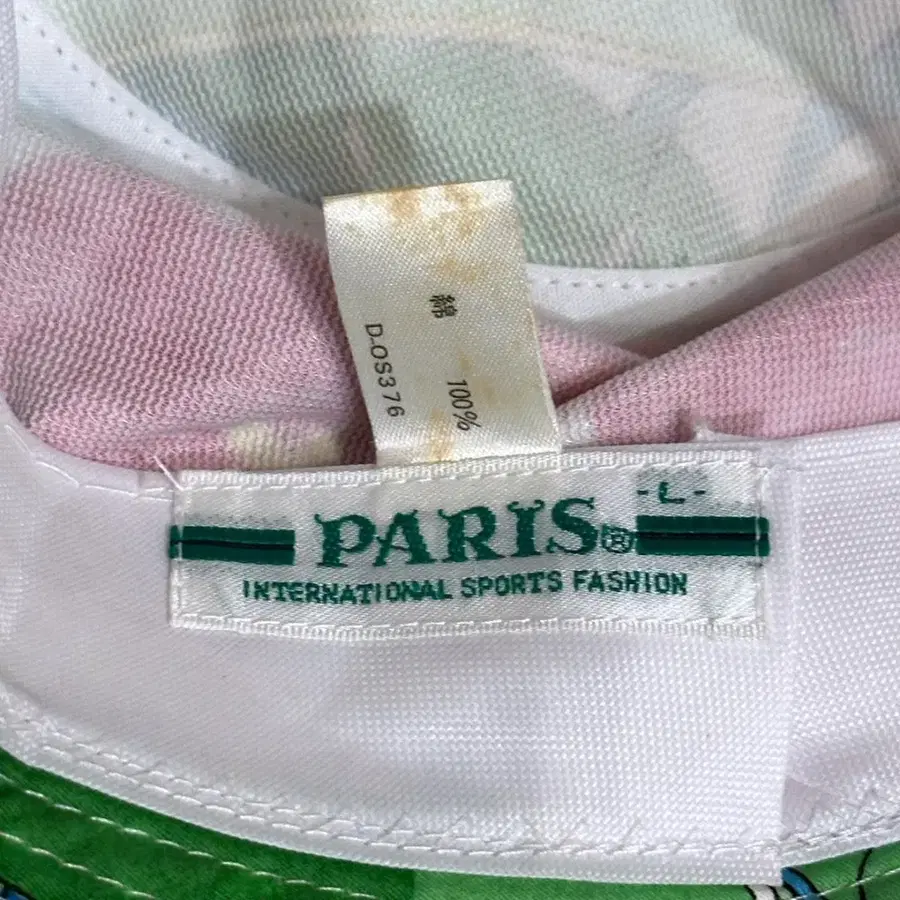 綿 100%
D-OS376
-L-
PARIS®
INTERNATIONAL SPORTS FASHION